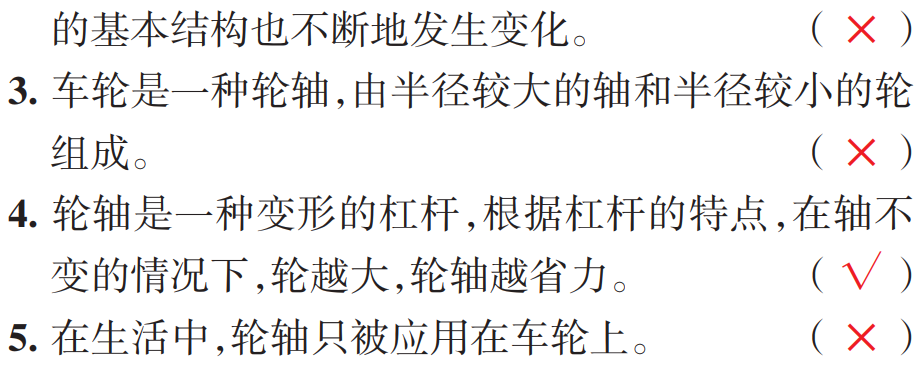 的基本结构也不断地发生变化。 ( × )
3. 车轮是一种轮轴,由半径较大的轴和半径较小的轮
组成。 ( × )
4. 轮轴是一种变形的杠杆,根据杠杆的特点,在轴不
变的情况下,轮越大,轮轴越省力。 ( √ )
5. 在生活中,轮轴只被应用在车轮上。 ( × )